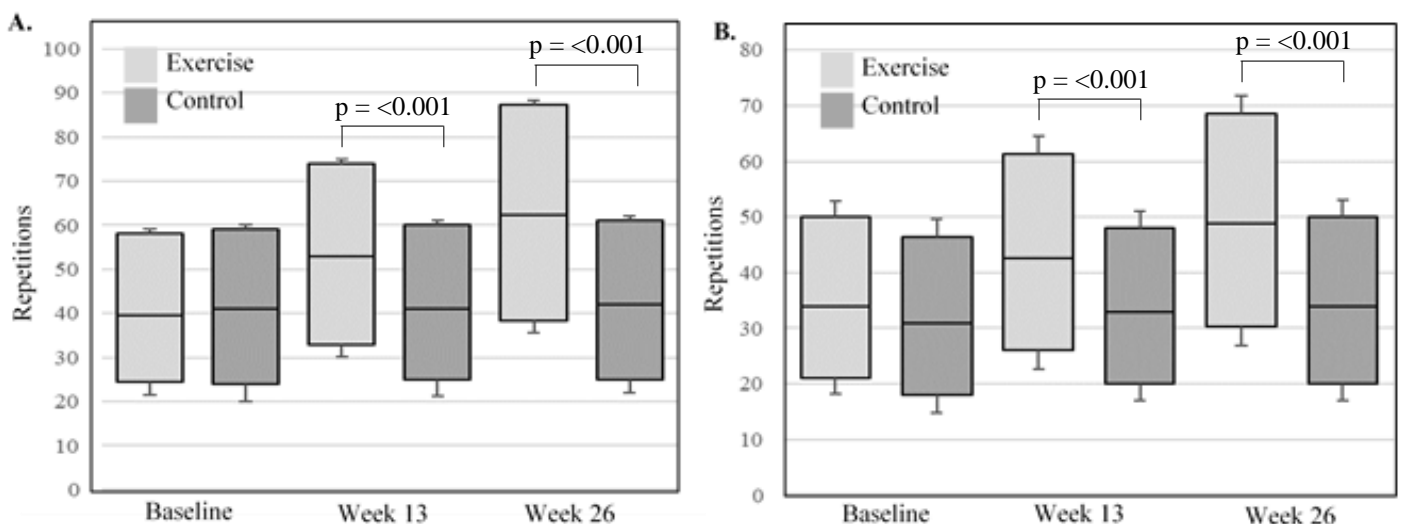 A.
Repetitions
100
90
80
70
60
50
40
30
20
10
0
Exercise
Control
p = <0.001
p = <0.001
Baseline
Week 13
Week 26
B.
Repetitions
80
70
60
50
40
30
20
10
0
Exercise
Control
p = <0.001
p = <0.001
Baseline
Week 13
Week 26